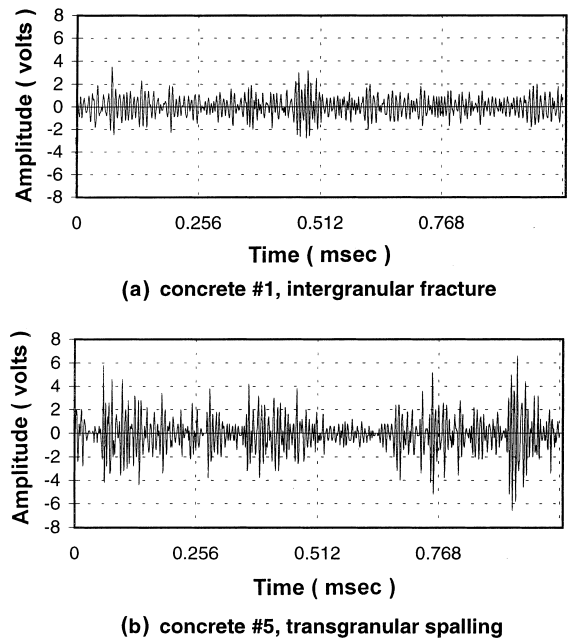 Amplitude ( volts )
8
6
4
2
0
-2
-4
-6
-8
0 0.256 0.512 0.768
Time ( msec )
(a) concrete #1, intergranular fracture
Amplitude ( volts )
8
6
4
2
0
-2
-4
-6
-8
0 0.256 0.512 0.768
Time ( msec )
(b) concrete #5, transgranular spalling